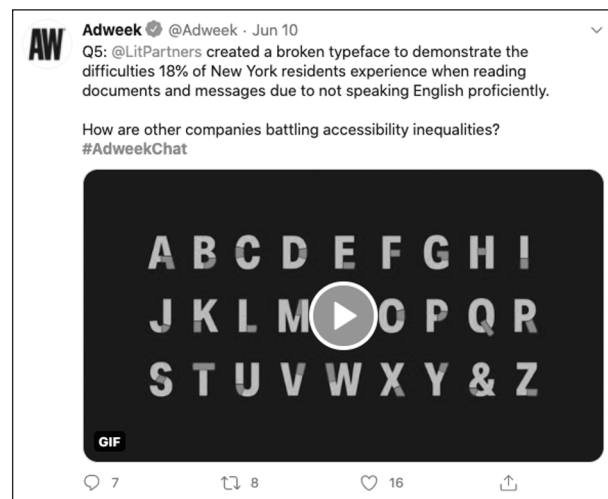 AW
Adweek @Adweek · Jun 10
Q5: @LitPartners created a broken typeface to demonstrate the
difficulties 18% of New York residents experience when reading
documents and messages due to not speaking English proficiently.
How are other companies battling accessibility inequalities?
#AdweekChat
A B C D E F G H I
J K L M O P Q R
S T U V W X Y & Z
GIF
7 8 16